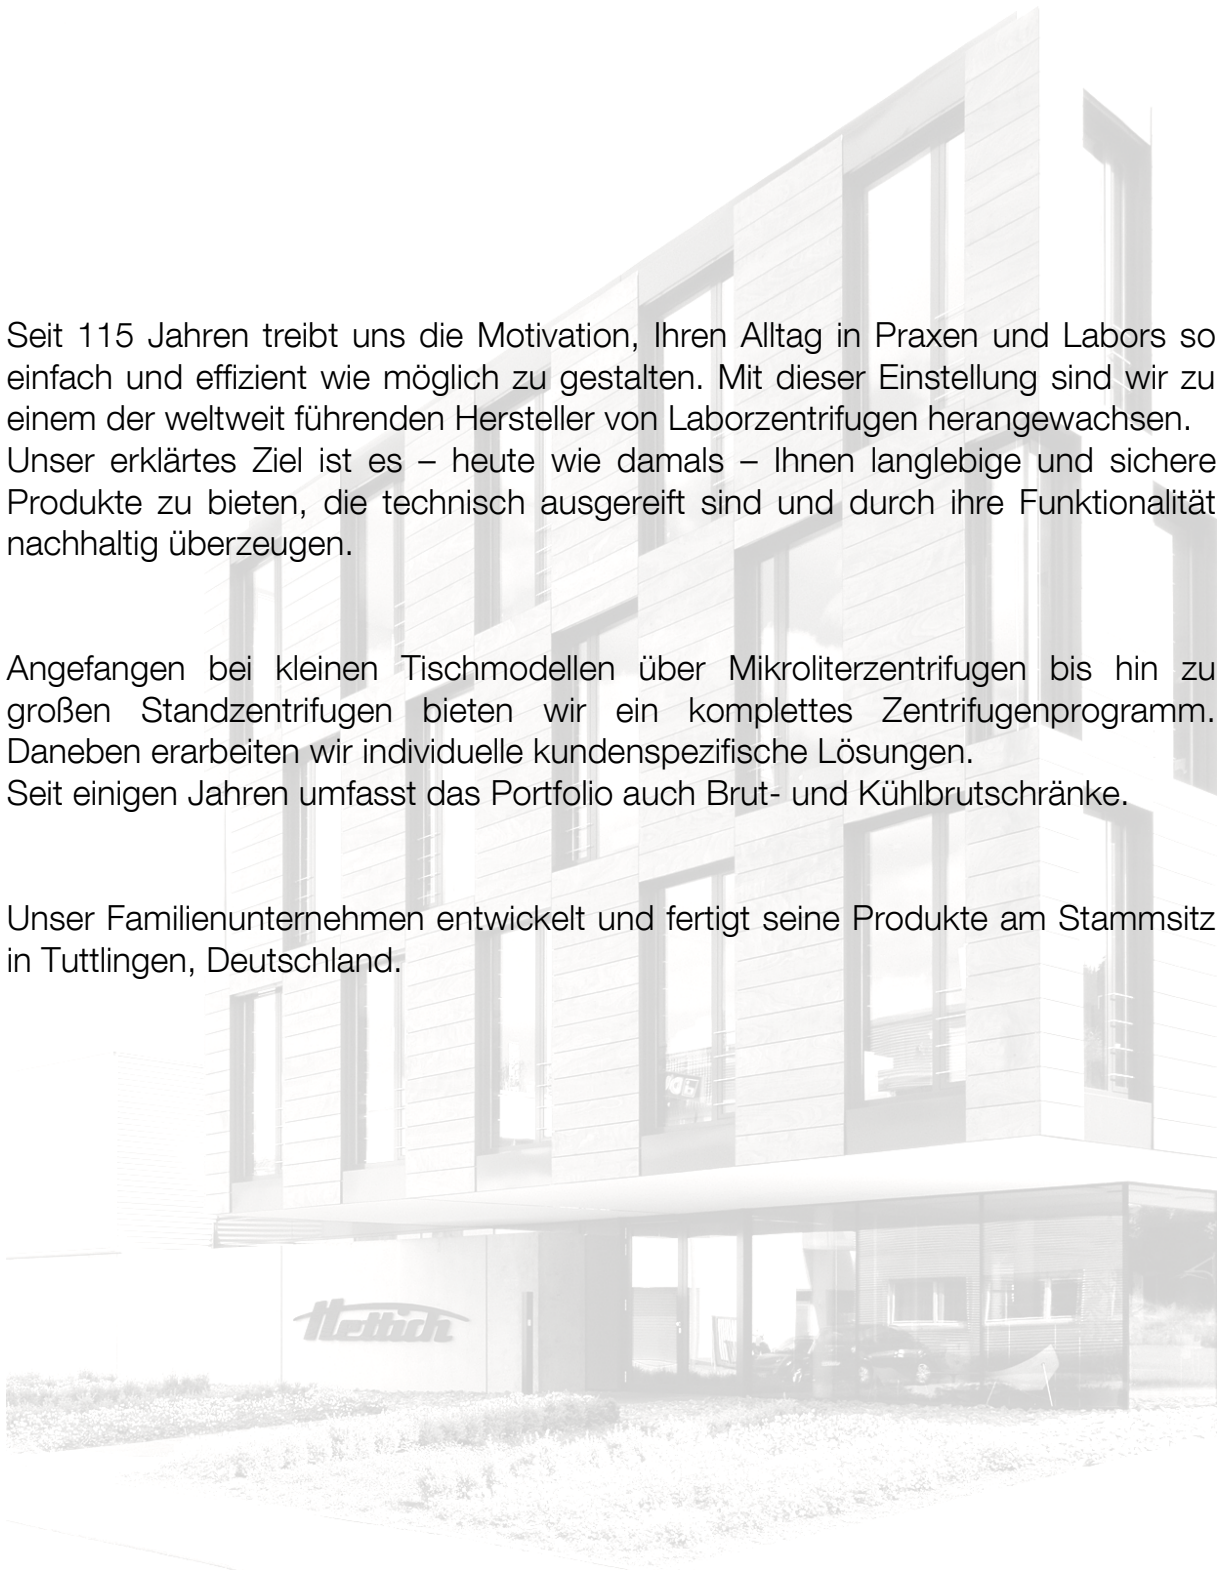 Seit 115 Jahren treibt uns die Motivation, Ihren Alltag in Praxen und Labors so
einfach und effizient wie möglich zu gestalten. Mit dieser Einstellung sind wir zu
einem der weltweit führenden Hersteller von Laborzentrifugen herangewachsen.
Unser erklärtes Ziel ist es – heute wie damals – Ihnen langlebige und sichere
Produkte zu bieten, die technisch ausgereift sind und durch ihre Funktionalität
nachhaltig überzeugen.
Angefangen bei kleinen Tischmodellen über Mikroliterzentrifugen bis hin zu
großen Standzentrifugen bieten wir ein komplettes Zentrifugenprogramm.
Daneben erarbeiten wir individuelle kundenspezifische Lösungen.
Seit einigen Jahren umfasst das Portfolio auch Brut- und Kühlbrutschränke.
Unser Familienunternehmen entwickelt und fertigt seine Produkte am Stammsitz
in Tuttlingen, Deutschland.
Hettich